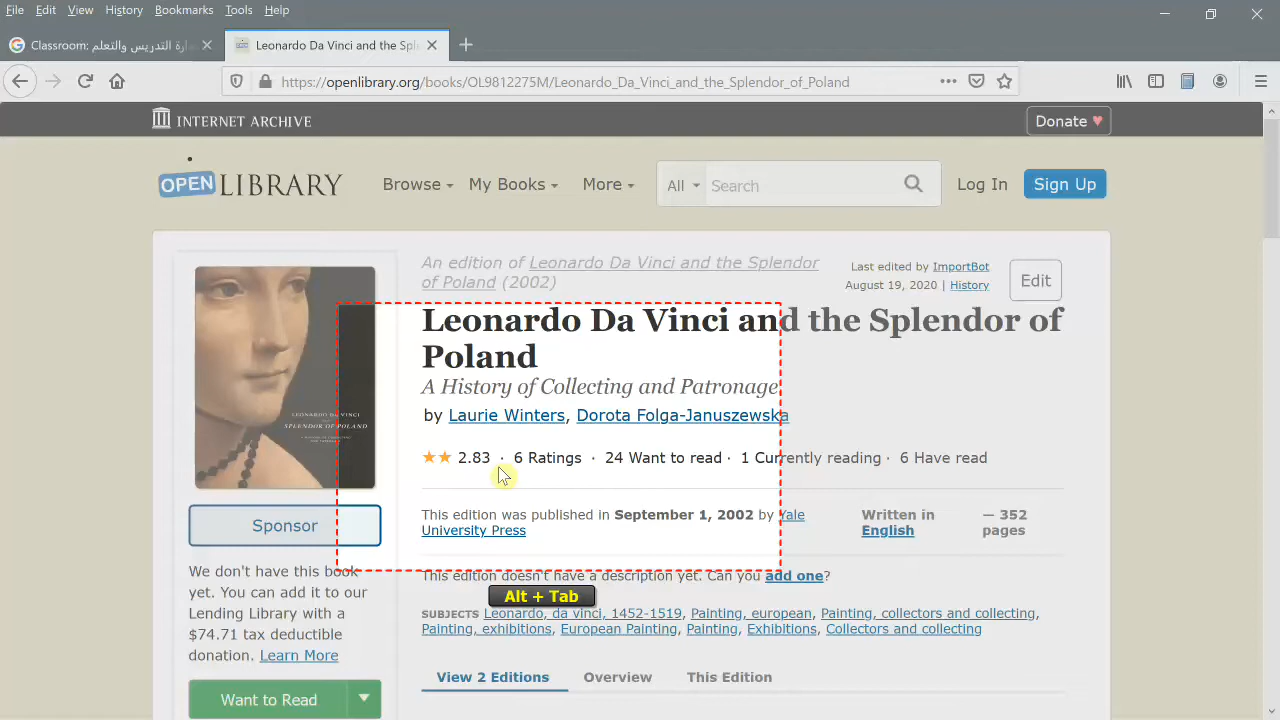 File Edit View History Bookmarks Tools Help
Classroom: ارة التدريس والتعلم
Leonardo Da Vinci and the Sple
https://openlibrary.org/books/OL9812275M/Leonardo_Da_Vinci_and_the_Splendor_of_Poland
INTERNET ARCHIVE
Donate ♥
OPEN LIBRARY
Browse My Books More
All Search
Log In Sign Up
An edition of Leonardo Da Vinci and the Splendor
of Poland (2002)
Last edited by ImportBot
August 19, 2020 | History
Edit
Leonardo Da Vinci and the Splendor of
Poland
A History of Collecting and Patronage
by Laurie Winters, Dorota Folga-Januszewska
★★ 2.83 · 6 Ratings · 24 Want to read · 1 Currently reading · 6 Have read
LEONARDO DA VINCI
SPLENDOR OF POLAND
This edition was published in September 1, 2002 by Yale
University Press
Written in
English
— 352
pages
Sponsor
We don't have this book
yet. You can add it to our
Lending Library with a
$74.71 tax deductible
donation. Learn More
Want to Read
This edition doesn't have a description yet. Can you add one?
Alt + Tab
SUBJECTS Leonardo, da vinci, 1452-1519, Painting, european, Painting, collectors and collecting,
Painting, exhibitions, European Painting, Painting, Exhibitions, Collectors and collecting
View 2 Editions Overview This Edition